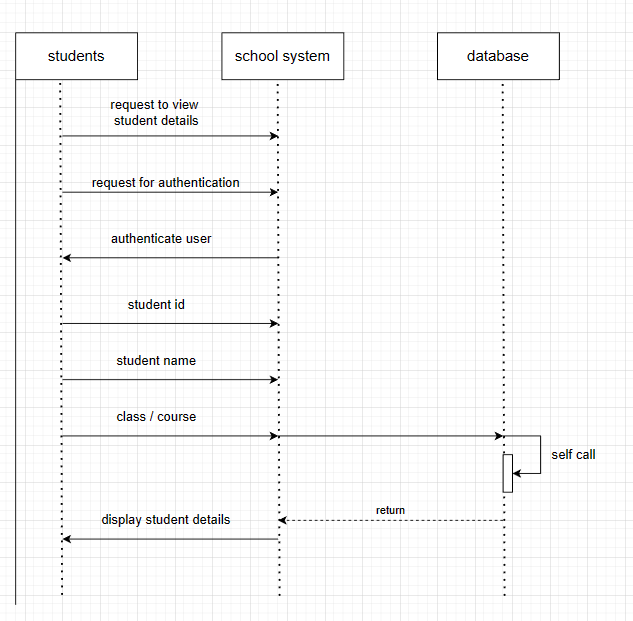 students
school system
database
request to view
student details
request for authentication
authenticate user
student id
student name
class / course
self call
return
display student details